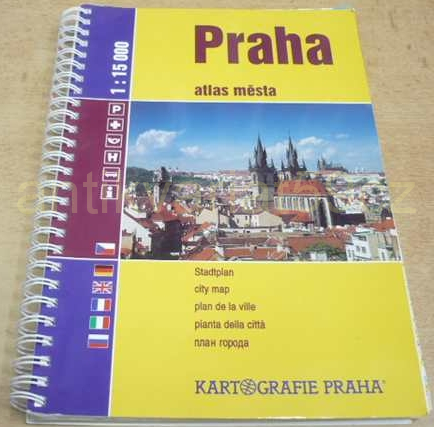 Praha
atlas města
1 : 15 000
P
H
i
Stadtplan
city map
plan de la ville
pianta della città
план города
KARTOGRAFIE PRAHA®